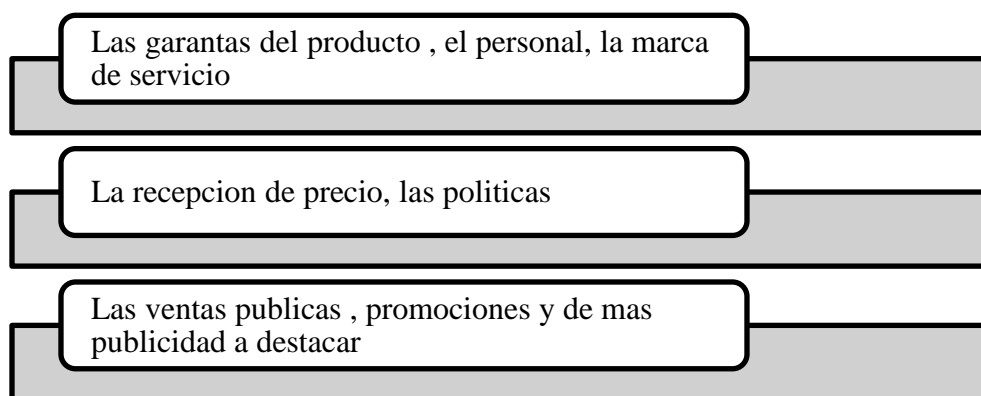 Las garantas del producto , el personal, la marca
de servicio
La recepcion de precio, las politicas
Las ventas publicas , promociones y de mas
publicidad a destacar